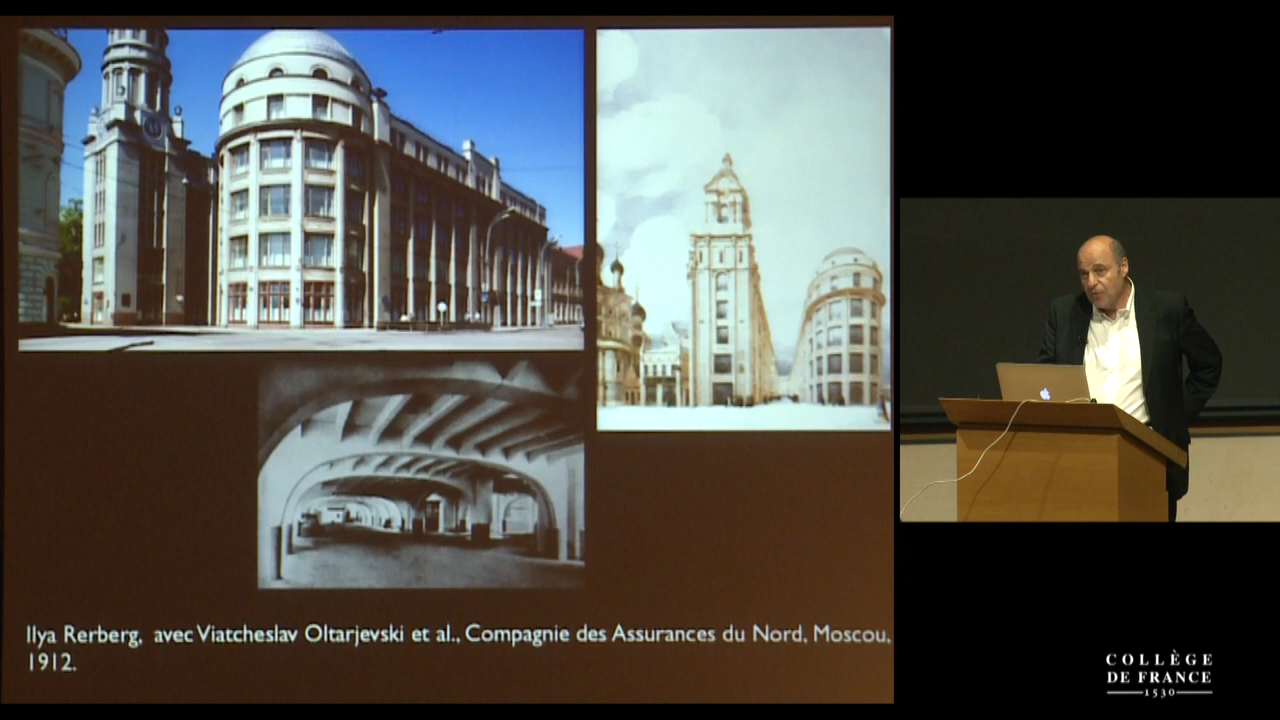 Ilya Rerberg, avec Viatcheslav Oltarjevski et al., Compagnie des Assurances du Nord, Moscou,
1912.
COLLÈGE
DE FRANCE
1530